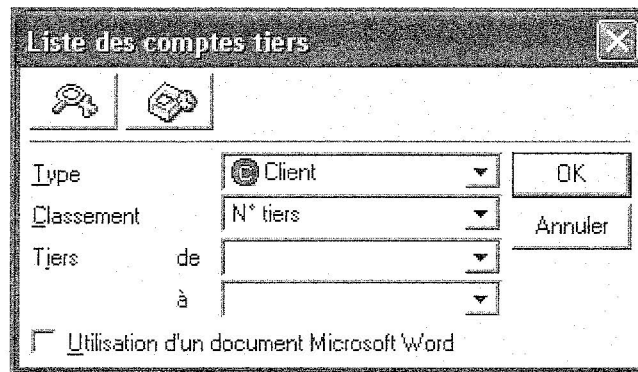 Liste des comptes tiers
Type C Client OK
Classement N° tiers Annuler
Tiers de
à
Utilisation d'un document Microsoft Word